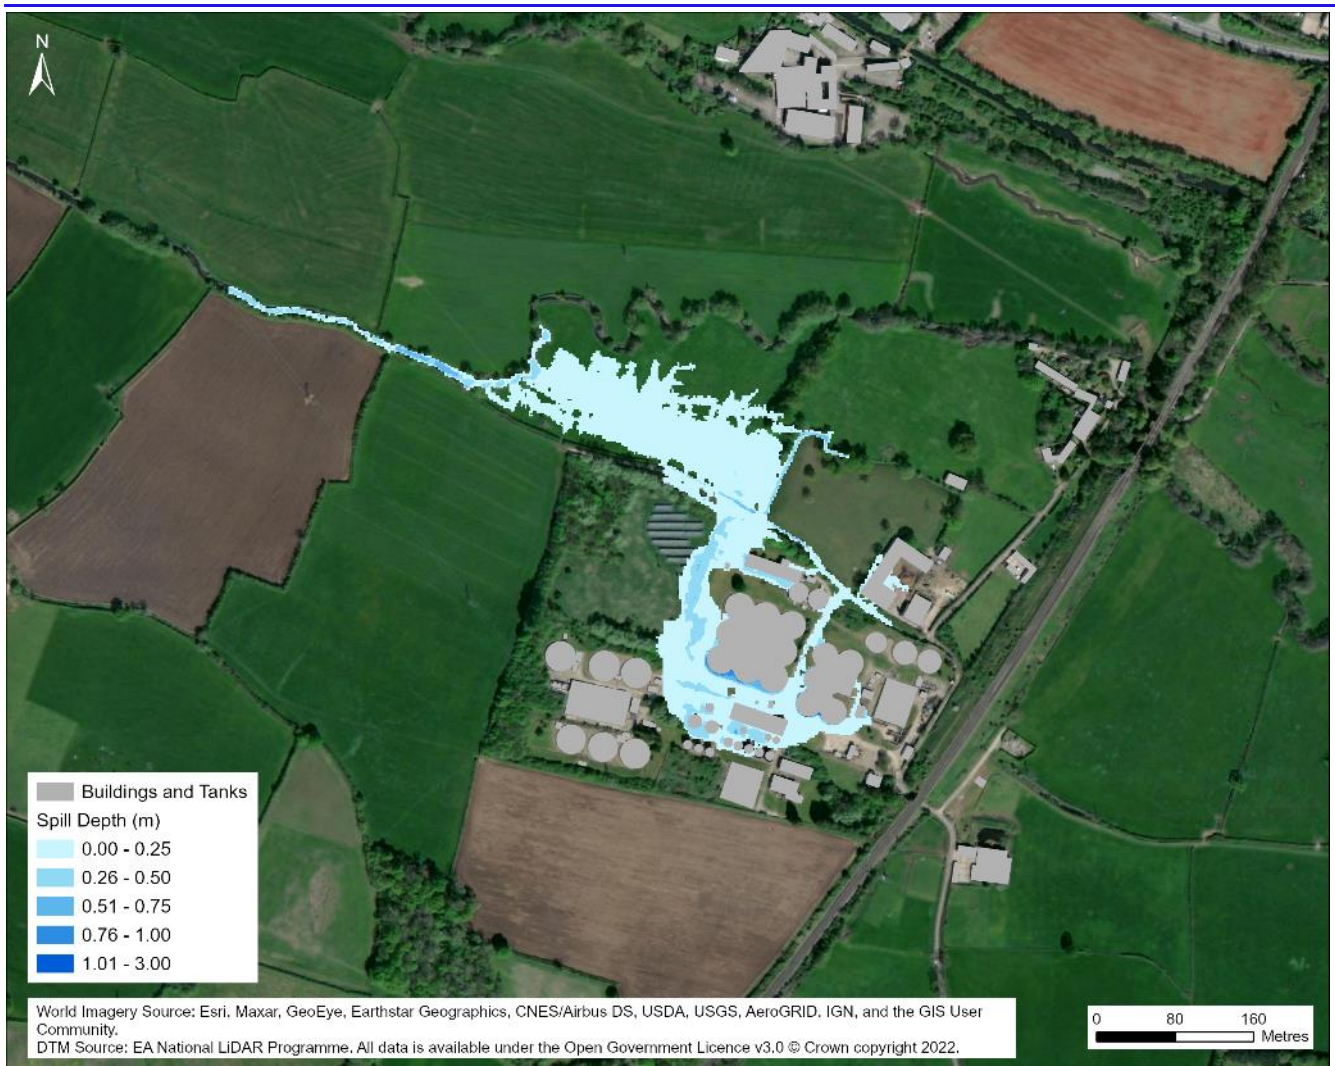 N
Buildings and Tanks
Spill Depth (m)
0.00 - 0.25
0.26 - 0.50
0.51 - 0.75
0.76 - 1.00
1.01 - 3.00
World Imagery Source: Esri, Maxar, GeoEye, Earthstar Geographics, CNES/Airbus DS, USDA, USGS, AeroGRID, IGN, and the GIS User
Community.
DTM Source: EA National LiDAR Programme. All data is available under the Open Government Licence v3.0 © Crown copyright 2022.
0 80 160
Metres